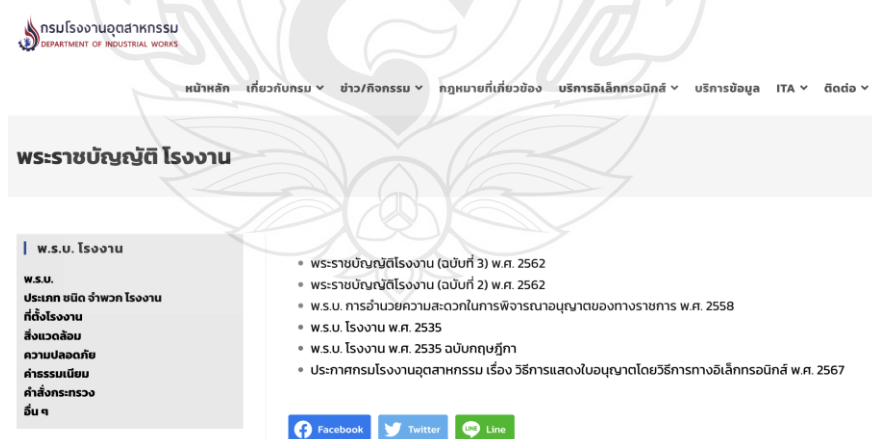 กรมโรงงานอุตสาหกรรม
DEPARTMENT OF INDUSTRIAL WORKS
หน้าหลัก เกี่ยวกับกรม ข่าว/กิจกรรม กฎหมายที่เกี่ยวข้อง บริการอิเล็กทรอนิกส์ บริการข้อมูล ITA ติดต่อ
พระราชบัญญัติ โรงงาน
พ.ร.บ. โรงงาน
พ.ร.บ.
ประเภท ชนิด จำพวก โรงงาน
ที่ตั้งโรงงาน
สิ่งแวดล้อม
ความปลอดภัย
ค่าธรรมเนียม
คำสั่งกระทรวง
อื่น ๆ
พระราชบัญญัติโรงงาน (ฉบับที่ 3) พ.ศ. 2562
พระราชบัญญัติโรงงาน (ฉบับที่ 2) พ.ศ. 2562
พ.ร.บ. การอำนวยความสะดวกในการพิจารณาอนุญาตของทางราชการ พ.ศ. 2558
พ.ร.บ. โรงงาน พ.ศ. 2535
พ.ร.บ. โรงงาน พ.ศ. 2535 ฉบับกฤษฎีกา
ประกาศกรมโรงงานอุตสาหกรรม เรื่อง วิธีการแสดงใบอนุญาตโดยวิธีการทางอิเล็กทรอนิกส์ พ.ศ. 2567
Facebook Twitter Line